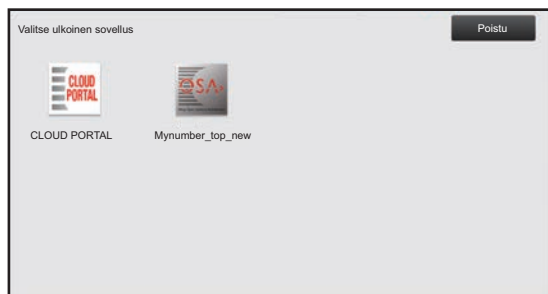 Valitse ulkoinen sovellus
Poistu
CLOUD
PORTAL
OSA
CLOUD PORTAL
Mynumber_top_new